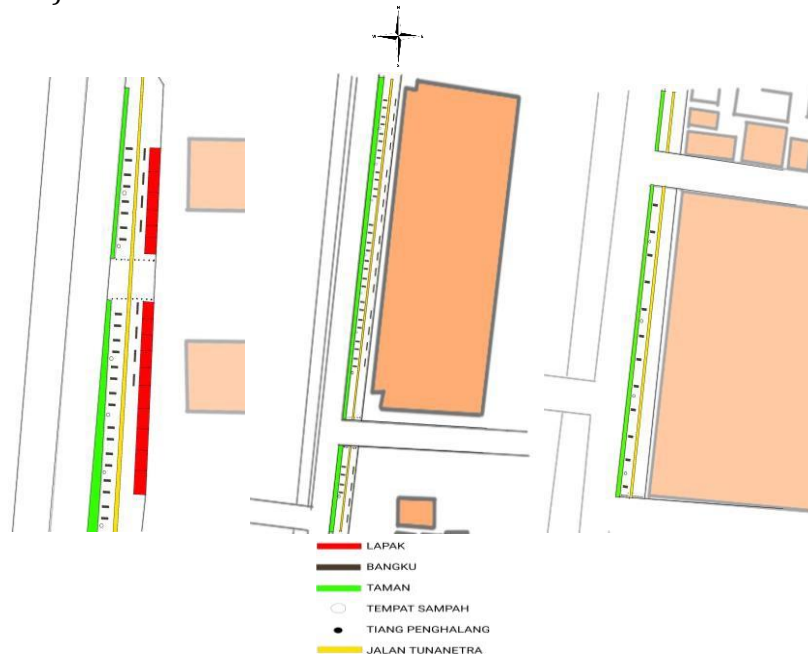 N
W E
S
LAPAK
BANGKU
TAMAN
TEMPAT SAMPAH
TIANG PENGHALANG
JALAN TUNANETRA